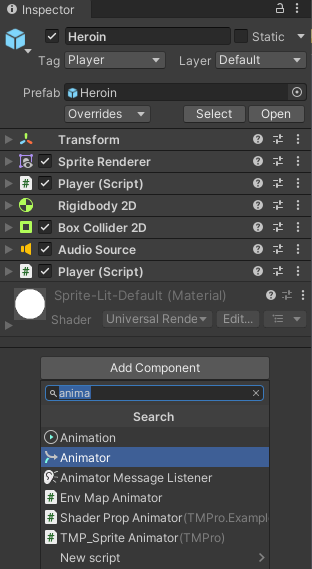 Inspector
Heroin Static
Tag Player Layer Default
Prefab Heroin
Overrides Select Open
Transform
Sprite Renderer
# Player (Script)
Rigidbody 2D
Box Collider 2D
Audio Source
# Player (Script)
Sprite-Lit-Default (Material)
Shader Universal Rende Edit...
Add Component
anima
Search
Animation
Animator
Animator Message Listener
# Env Map Animator
# Shader Prop Animator (TMPro.Exampl
# TMP_Sprite Animator (TMPro)
New script